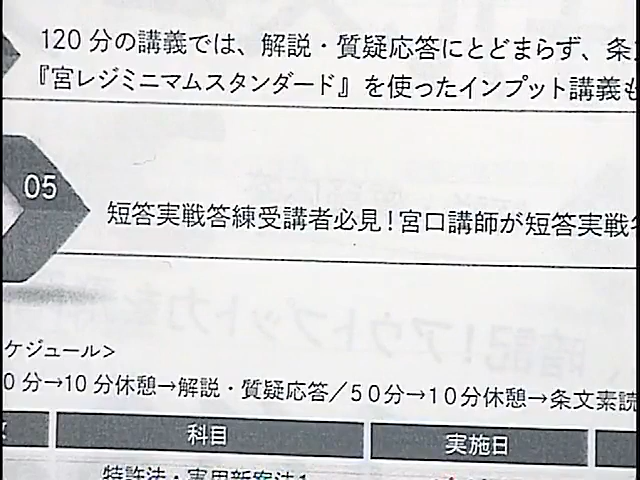 120分の講義では、解説・質疑応答にとどまらず、条
『宮レジミニマムスタンダード』を使ったインプット講義も
05
短答実戦答練受講者必見！宮口講師が短答実戦
ケジュール＞
0分→10分休憩→解説・質疑応答／50分→10分休憩→条文素読
科目 実施日
特許法・実用新案法1